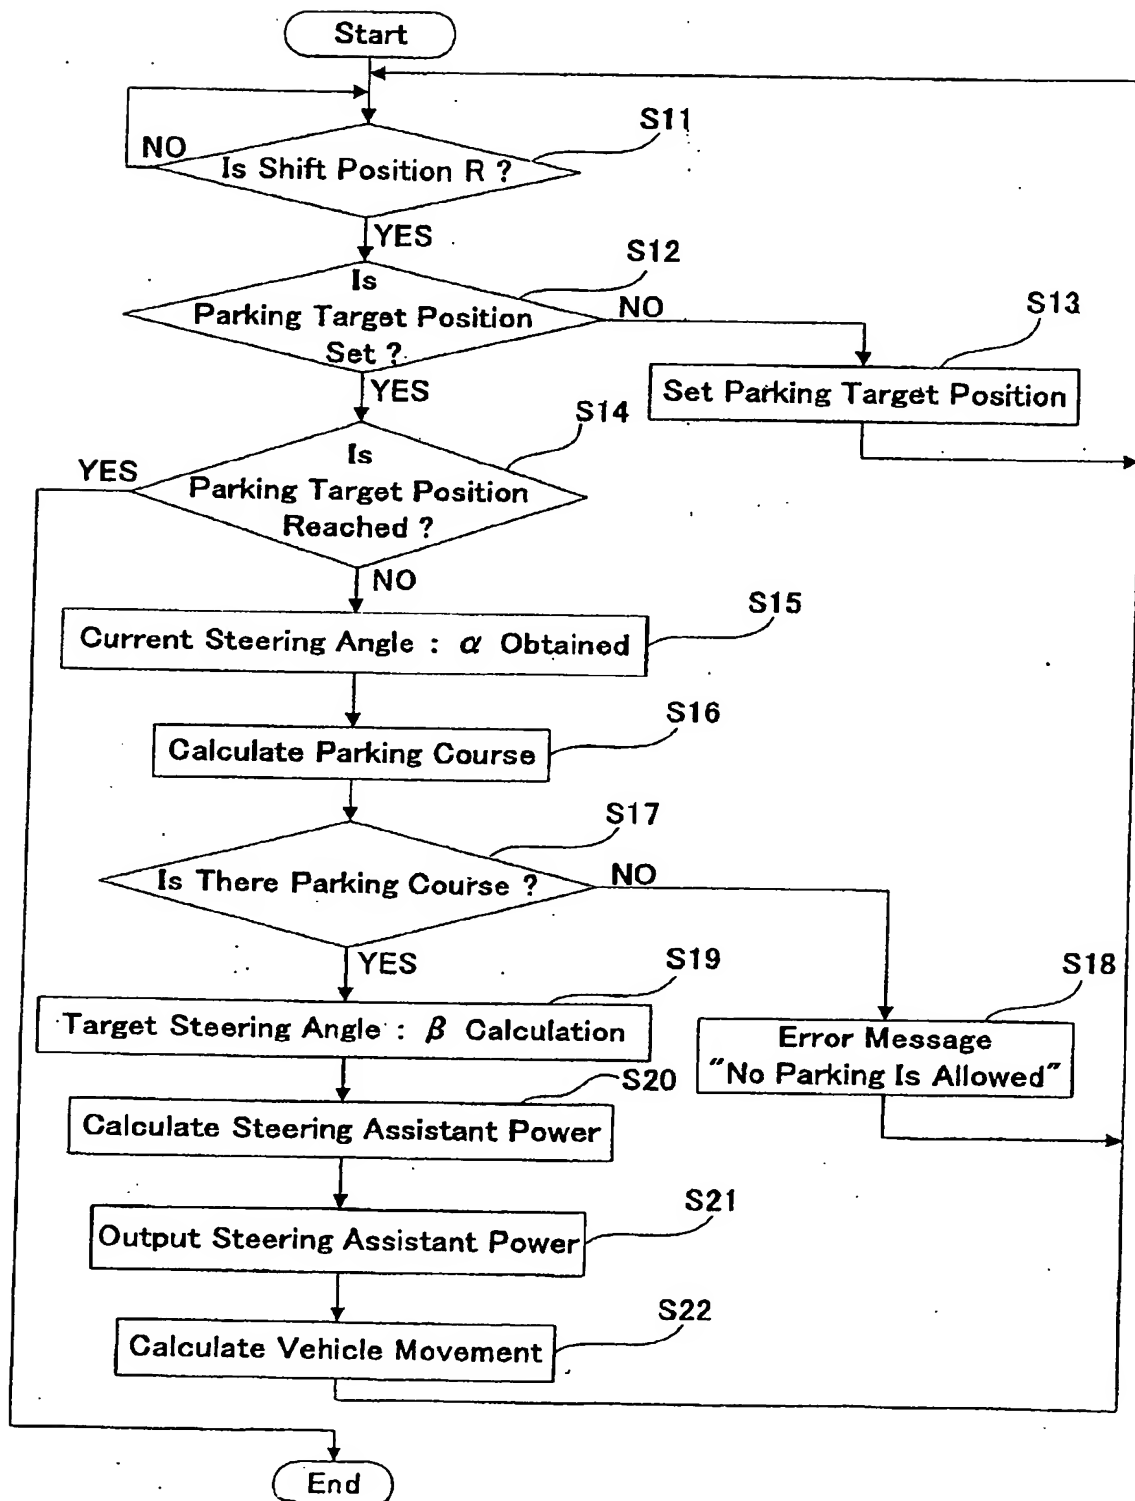 Start
S11
NO
Is Shift Position R ?
YES
S12
Is
Parking Target Position
Set ?
NO
S13
Set Parking Target Position
YES
S14
YES
Is
Parking Target Position
Reached ?
NO
S15
Current Steering Angle : α Obtained
S16
Calculate Parking Course
S17
Is There Parking Course ?
NO
YES
S19
S18
Target Steering Angle : β Calculation
Error Message
"No Parking Is Allowed"
S20
Calculate Steering Assistant Power
S21
Output Steering Assistant Power
S22
Calculate Vehicle Movement
End